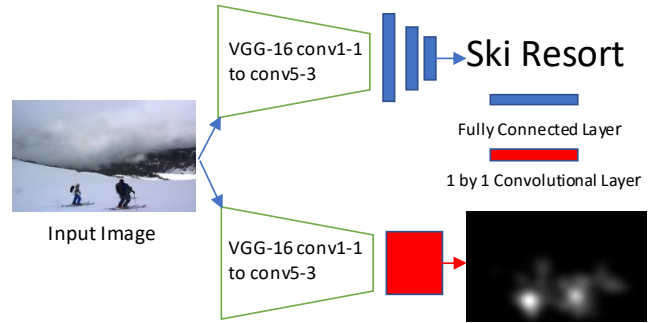 VGG-16 conv1-1
to conv5-3
Ski Resort
Fully Connected Layer
1 by 1 Convolutional Layer
Input Image
VGG-16 conv1-1
to conv5-3